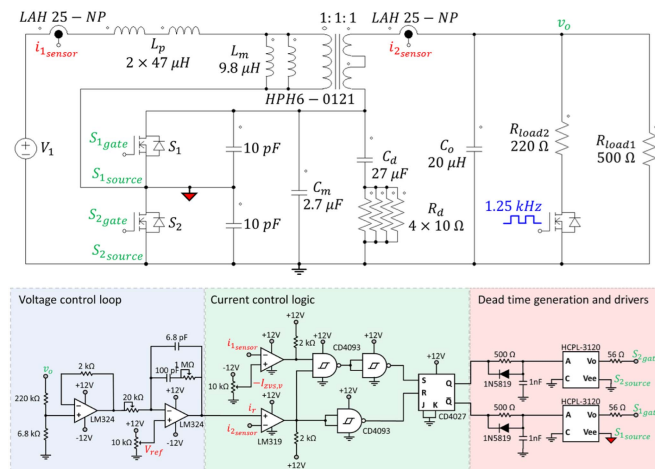 LAH 25 − NP
i1sensor
Lp
2 × 47 μH
Lm
9.8 μH
1: 1: 1
HPH6 − 0121
LAH 25 − NP
i2sensor
vo
V1
S1gate
S1
S1source
S2gate
S2
S2source
10 pF
10 pF
Cm
2.7 μF
Cd
27 μF
Rd
4 × 10 Ω
Co
20 μH
Rload2
220 Ω
Rload1
500 Ω
1.25 kHz
Voltage control loop
vo
220 kΩ
6.8 kΩ
2 kΩ
+12V
LM324
-12V
20 kΩ
6.8 pF
100 pF
1 MΩ
+12V
LM324
-12V
+12V
10 kΩ
Vref
Current control logic
i1sensor
-12V
10 kΩ
−Izvs,v
+12V
2 kΩ
+12V
CD4093
ir
i2sensor
+12V
LM319
2 kΩ
+12V
CD4093
+12V
S
R
J
K
Q
Q̅
CD4027
Dead time generation and drivers
500 Ω
1N5819
1nF
HCPL-3120
A
Vo
C
Vee
56 Ω
S2gate
S2source
500 Ω
1N5819
1nF
HCPL-3120
A
Vo
C
Vee
56 Ω
S1gate
S1source